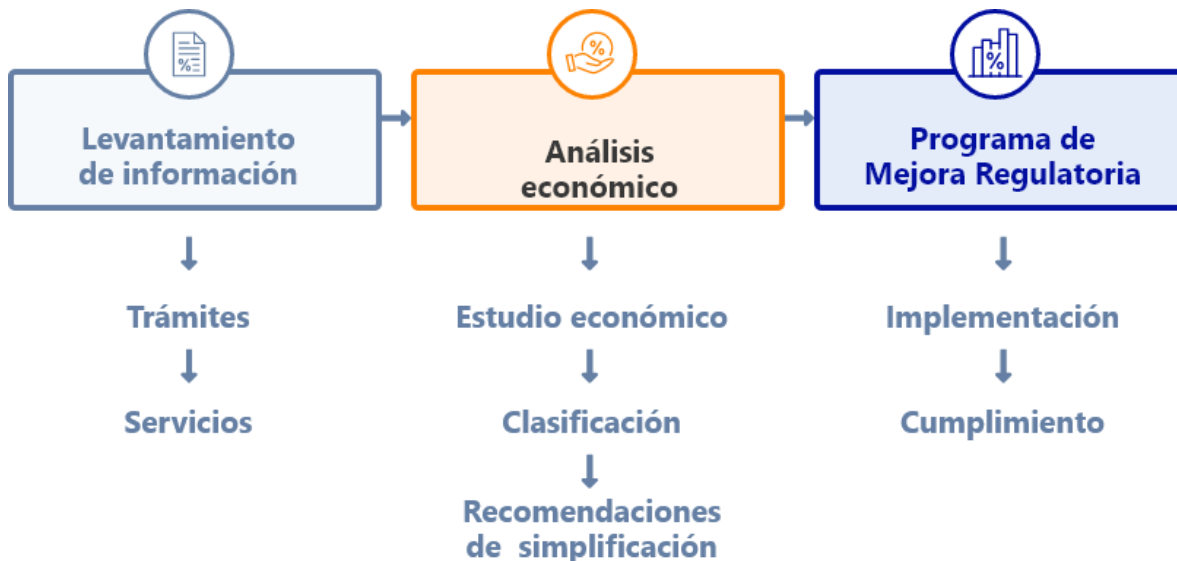 %
%
%
Levantamiento
de información
Análisis
económico
Programa de
Mejora Regulatoria
Trámites
Estudio económico
Implementación
Servicios
Clasificación
Cumplimiento
Recomendaciones
de simplificación